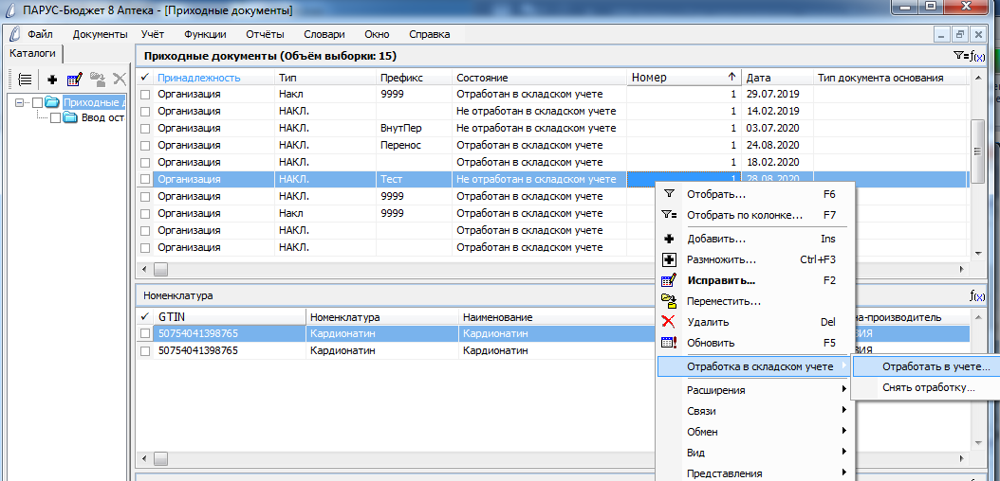 ПАРУС-Бюджет 8 Аптека - [Приходные документы]
Файл Документы Учёт Функции Отчёты Словари Окно Справка
Каталоги
Приходные д
Ввод ост
Приходные документы (Объём выборки: 15)
Принадлежность Тип Префикс Состояние Номер Дата Тип документа основания
Организация Накл 9999 Отработан в складском учете 1 29.07.2019
Организация НАКЛ. Не отработан в складском учете 1 14.02.2019
Организация НАКЛ. ВнутПер Отработан в складском учете 1 03.07.2020
Организация НАКЛ. Перенос Отработан в складском учете 1 24.08.2020
Организация НАКЛ. Отработан в складском учете 1 18.02.2020
Организация НАКЛ. Тест Не отработан в складском учете 1 28.08.2020
Организация НАКЛ. 9999 Отработан в складском учете
Организация Накл 9999 Отработан в складском учете
Организация НАКЛ. Отработан в складском учете
Организация НАКЛ. Отработан в складском учете
Номенклатура
GTIN Номенклатура Наименование на-производитель
50754041398765 Кардионатин Кардионатин ВИЯ
50754041398765 Кардионатин Кардионатин ВИЯ
Отобрать... F6
Отобрать по колонке... F7
Добавить... Ins
Размножить... Ctrl+F3
Исправить... F2
Переместить...
Удалить Del
Обновить F5
Отработка в складском учете
Расширения
Связи
Обмен
Вид
Представления
Отработать в учете...
Снять отработку...